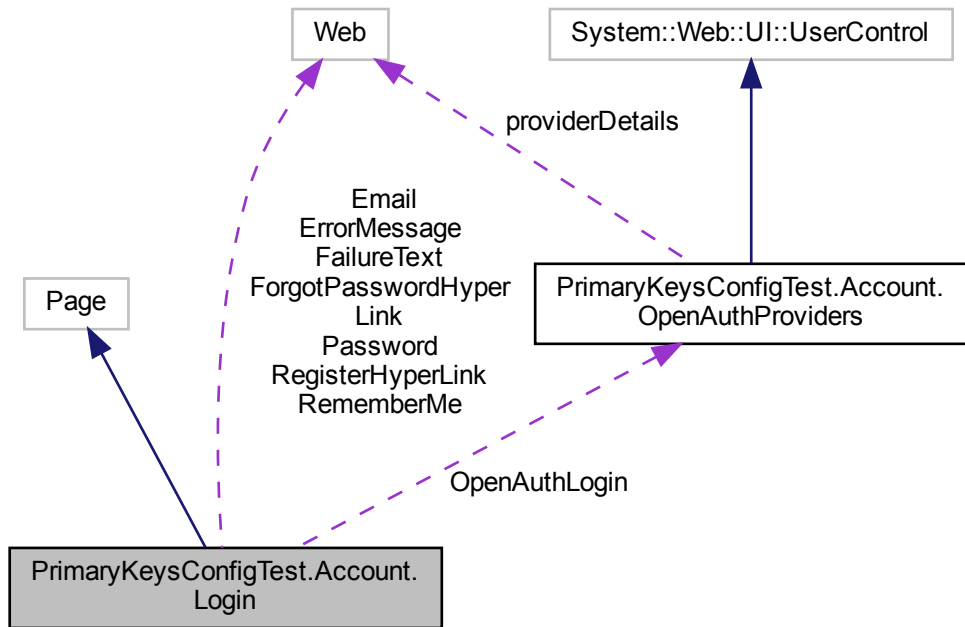 Web
System::Web::UI::UserControl
providerDetails
Email
ErrorMessage
FailureText
ForgotPasswordHyper
Link
Password
RegisterHyperLink
RememberMe
Page
PrimaryKeysConfigTest.Account.
OpenAuthProviders
OpenAuthLogin
PrimaryKeysConfigTest.Account.
Login